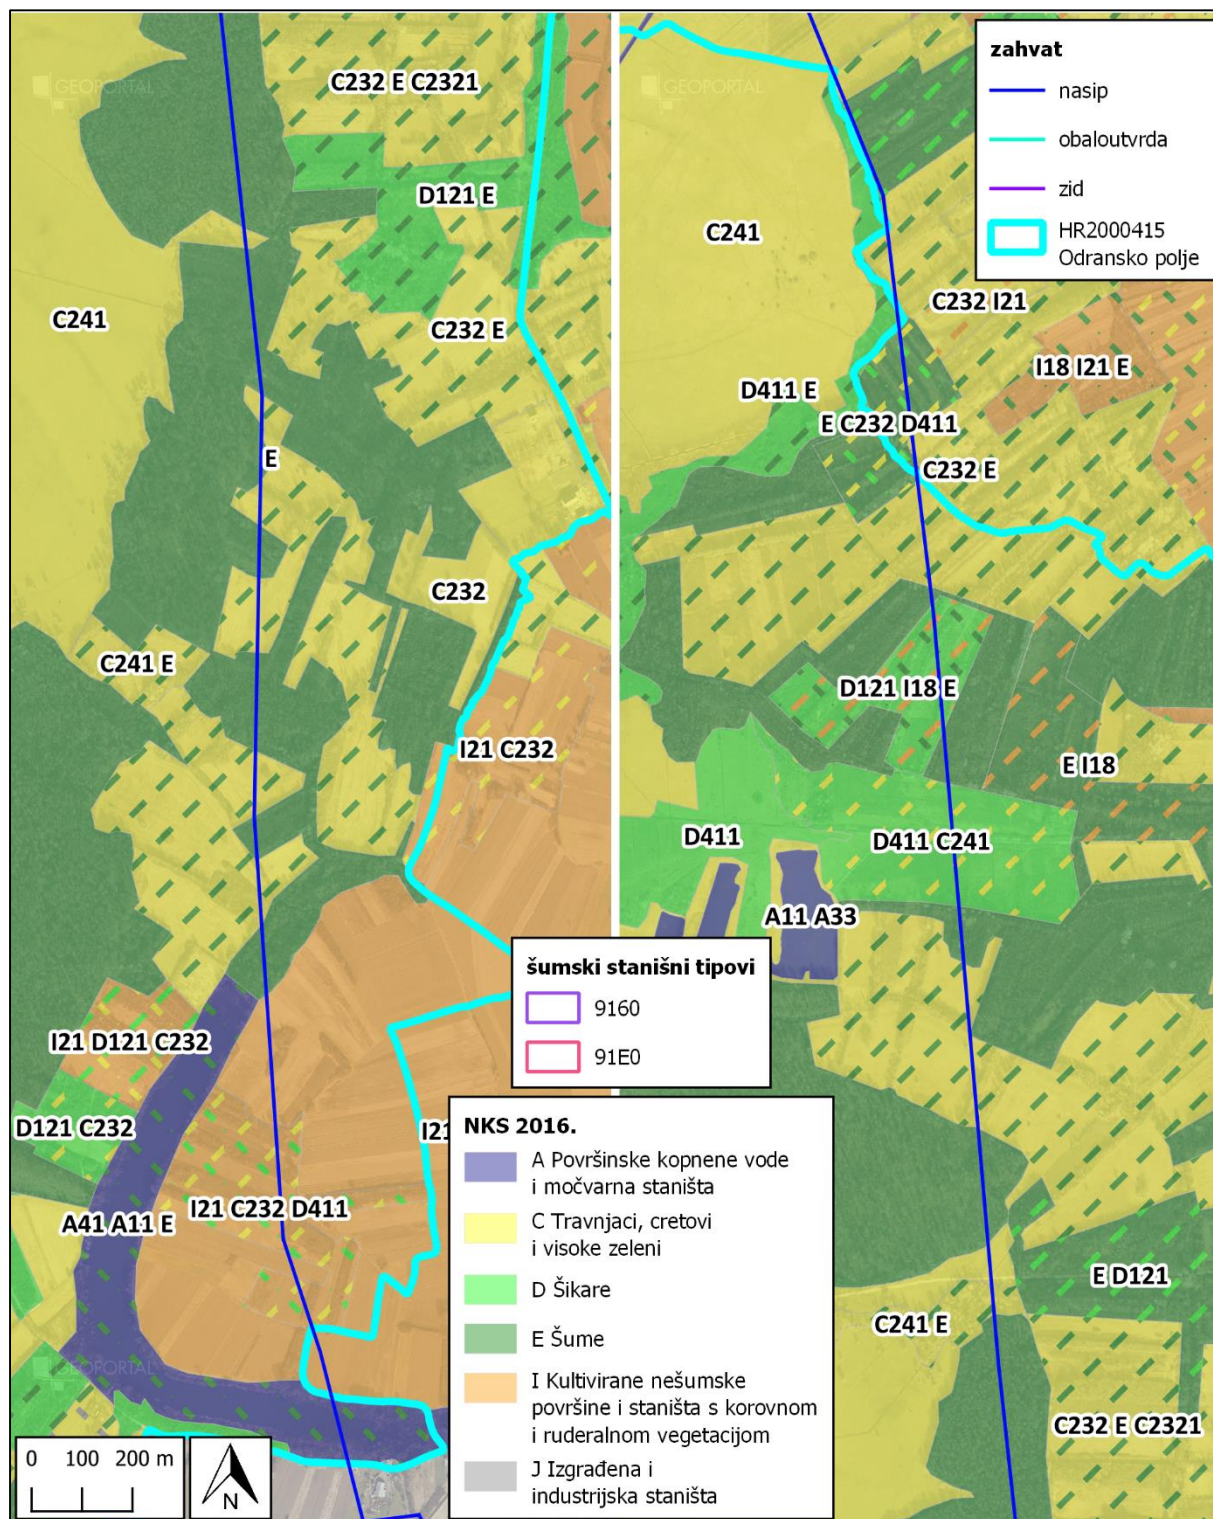 GEOPORTAL
C232 E C2321
D121 E
C241
C232 E
E
C232
C241 E
I21 C232
I21 D121 C232
D121 C232
A41 A11 E
I21 C232 D411
I21
GEOPORTAL
0 100 200 m
N
GEOPORTAL
C241
C232 I21
I18 I21 E
D411 E
E C232 D411
C232 E
D121 I18 E
E I18
D411
D411 C241
A11 A33
E D121
C241 E
C232 E C2321
zahvat
nasip
obaloutvrda
zid
HR2000415
Odransko polje
šumski stanišni tipovi
9160
91E0
NKS 2016.
A Površinske kopnene vode
i močvarna staništa
C Travnjaci, cretovi
i visoke zeleni
D Šikare
E Šume
I Kultivirane nešumske
površine i staništa s korovnom
i ruderalnom vegetacijom
J Izgrađena i
industrijska staništa